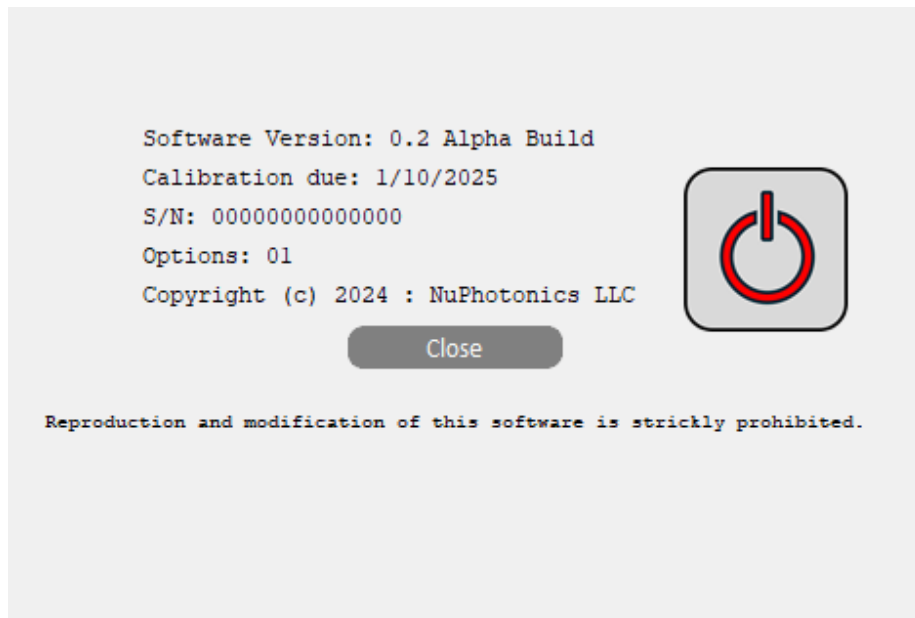 Software Version: 0.2 Alpha Build
Calibration due: 1/10/2025
S/N: 00000000000000
Options: 01
Copyright (c) 2024 : NuPhotonics LLC
Close
Reproduction and modification of this software is strickly prohibited.